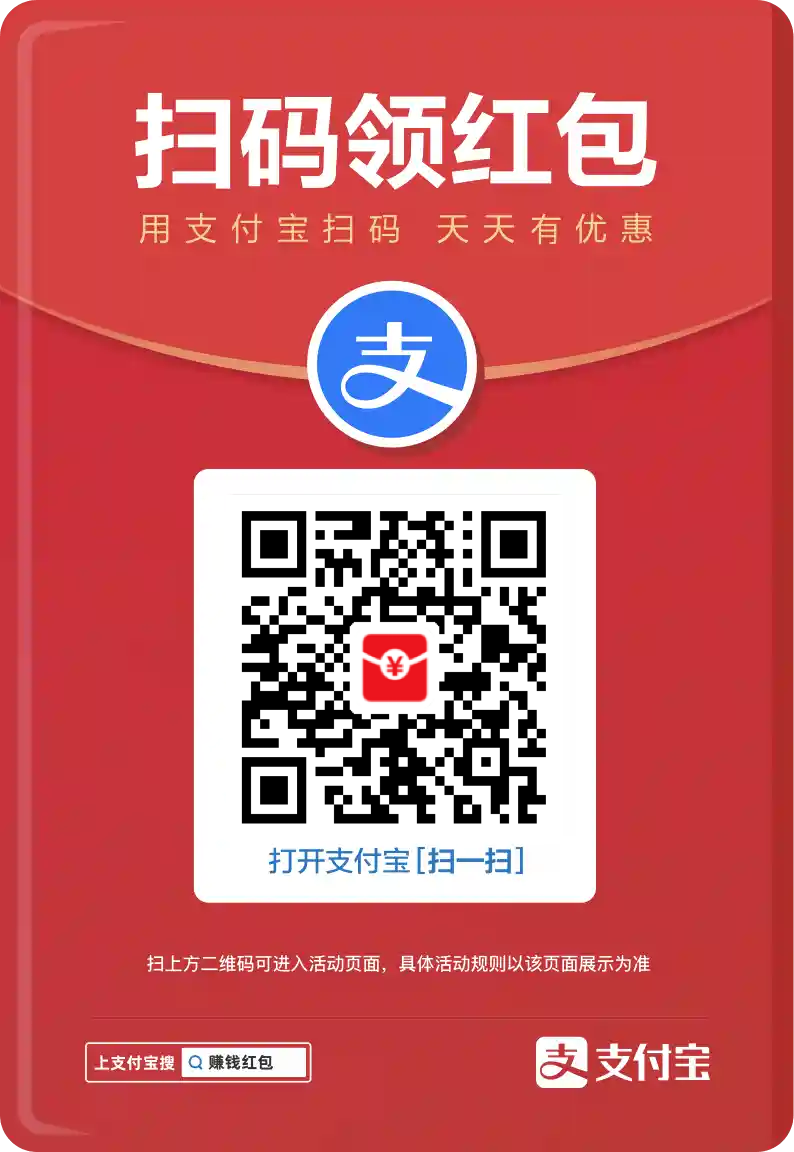 扫码领红包
用支付宝扫码 天天有优惠
支
¥
打开支付宝[扫一扫]
扫上方二维码可进入活动页面，具体活动规则以该页面展示为准
上支付宝搜 赚钱红包
支 支付宝